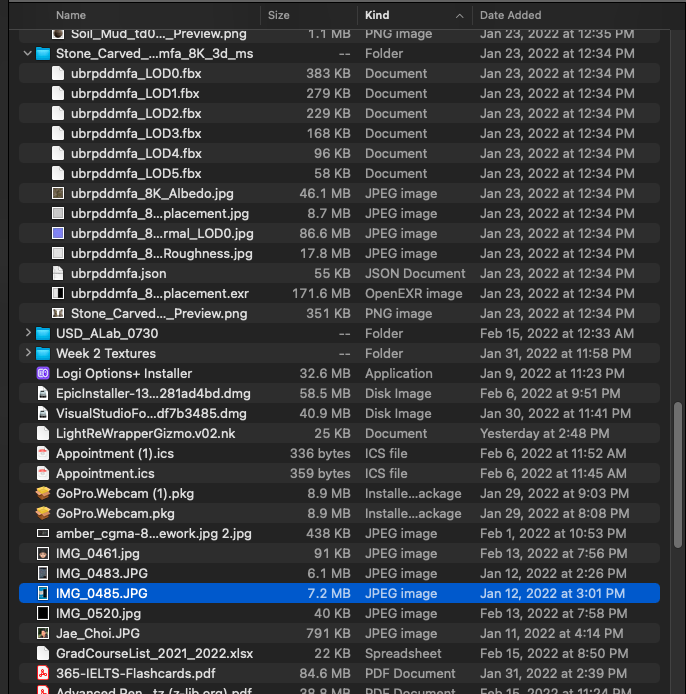 Name Size Kind Date Added
Soil_Mud_td0..._Preview.png 1.1 MB PNG image Jan 23, 2022 at 12:35 PM
Stone_Carved_...mfa_8K_3d_ms -- Folder Jan 23, 2022 at 12:34 PM
ubrpddmfa_LOD0.fbx 383 KB Document Jan 23, 2022 at 12:34 PM
ubrpddmfa_LOD1.fbx 279 KB Document Jan 23, 2022 at 12:34 PM
ubrpddmfa_LOD2.fbx 229 KB Document Jan 23, 2022 at 12:34 PM
ubrpddmfa_LOD3.fbx 168 KB Document Jan 23, 2022 at 12:34 PM
ubrpddmfa_LOD4.fbx 96 KB Document Jan 23, 2022 at 12:34 PM
ubrpddmfa_LOD5.fbx 58 KB Document Jan 23, 2022 at 12:34 PM
ubrpddmfa_8K_Albedo.jpg 46.1 MB JPEG image Jan 23, 2022 at 12:34 PM
ubrpddmfa_8...placement.jpg 8.7 MB JPEG image Jan 23, 2022 at 12:34 PM
ubrpddmfa_8...rmal_LOD0.jpg 86.6 MB JPEG image Jan 23, 2022 at 12:34 PM
ubrpddmfa_8...Roughness.jpg 17.8 MB JPEG image Jan 23, 2022 at 12:34 PM
ubrpddmfa.json 55 KB JSON Document Jan 23, 2022 at 12:34 PM
ubrpddmfa_8...placement.exr 171.6 MB OpenEXR image Jan 23, 2022 at 12:34 PM
Stone_Carved..._Preview.png 351 KB PNG image Jan 23, 2022 at 12:34 PM
USD_ALab_0730 -- Folder Feb 15, 2022 at 12:33 AM
Week 2 Textures -- Folder Jan 31, 2022 at 11:58 PM
Logi Options+ Installer 32.6 MB Application Jan 9, 2022 at 11:23 PM
EpicInstaller-13...281ad4bd.dmg 58.5 MB Disk Image Feb 6, 2022 at 9:51 PM
VisualStudioFo...df7b3485.dmg 40.9 MB Disk Image Jan 30, 2022 at 11:41 PM
LightReWrapperGizmo.v02.nk 25 KB Document Yesterday at 2:48 PM
Appointment (1).ics 336 bytes ICS file Feb 6, 2022 at 11:52 AM
Appointment.ics 359 bytes ICS file Feb 6, 2022 at 11:45 AM
GoPro.Webcam (1).pkg 8.9 MB Installe...ackage Jan 29, 2022 at 9:03 PM
GoPro.Webcam.pkg 8.9 MB Installe...ackage Jan 29, 2022 at 8:08 PM
amber_cgma-8...ework.jpg 2.jpg 438 KB JPEG image Feb 1, 2022 at 10:53 PM
IMG_0461.jpg 91 KB JPEG image Feb 13, 2022 at 7:56 PM
IMG_0483.JPG 6.1 MB JPEG image Jan 12, 2022 at 2:26 PM
IMG_0485.JPG 7.2 MB JPEG image Jan 12, 2022 at 3:01 PM
IMG_0520.jpg 40 KB JPEG image Feb 13, 2022 at 7:58 PM
Jae_Choi.JPG 791 KB JPEG image Jan 11, 2022 at 4:14 PM
GradCourseList_2021_2022.xlsx 22 KB Spreadsheet Feb 15, 2022 at 8:50 PM
365-IELTS-Flashcards.pdf 84.6 MB PDF Document Jan 31, 2022 at 2:39 PM
Advanced Pen...tz (z-lib.org).pdf 38.8 MB PDF Document Feb 15, 2022 at 11:34 PM